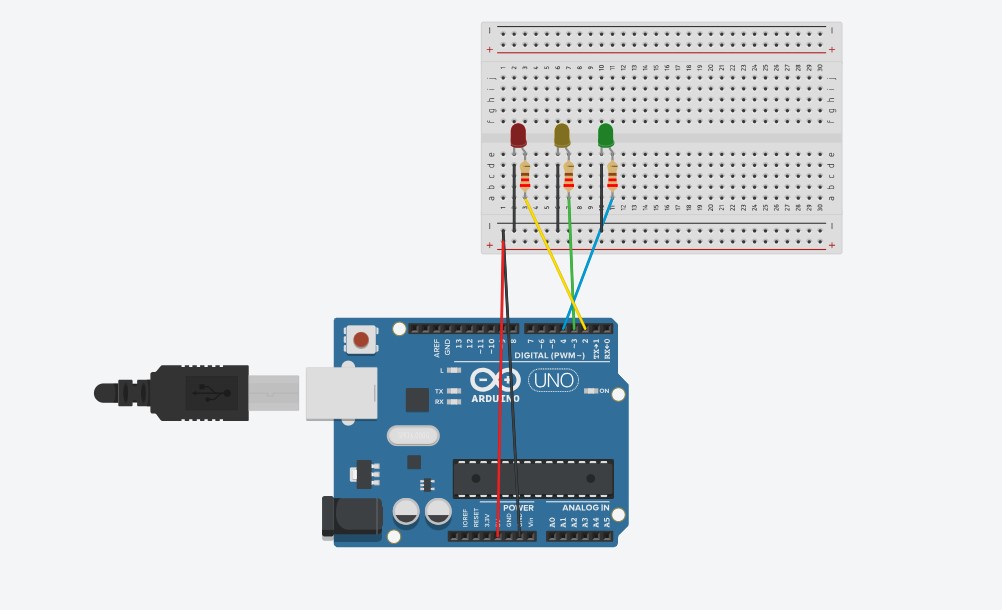 − −
+ +
1 2 3 4 5 6 7 8 9 10 11 12 13 14 15 16 17 18 19 20 21 22 23 24 25 26 27 28 29 30
j j
i i
h h
g g
f f
e e
d d
c c
b b
a a
1 2 3 4 5 6 7 8 9 10 11 12 13 14 15 16 17 18 19 20 21 22 23 24 25 26 27 28 29 30
− −
+ +
AREF GND 13 12 ~11 ~10 8 7 ~6 ~5 4 ~3 2 TX→1 RX←0
DIGITAL (PWM~)
L
TX
RX
UNO
ON
ARDUINO
POWER ANALOG IN
IOREF RESET 3.3V GND Vin A0 A1 A2 A3 A4 A5